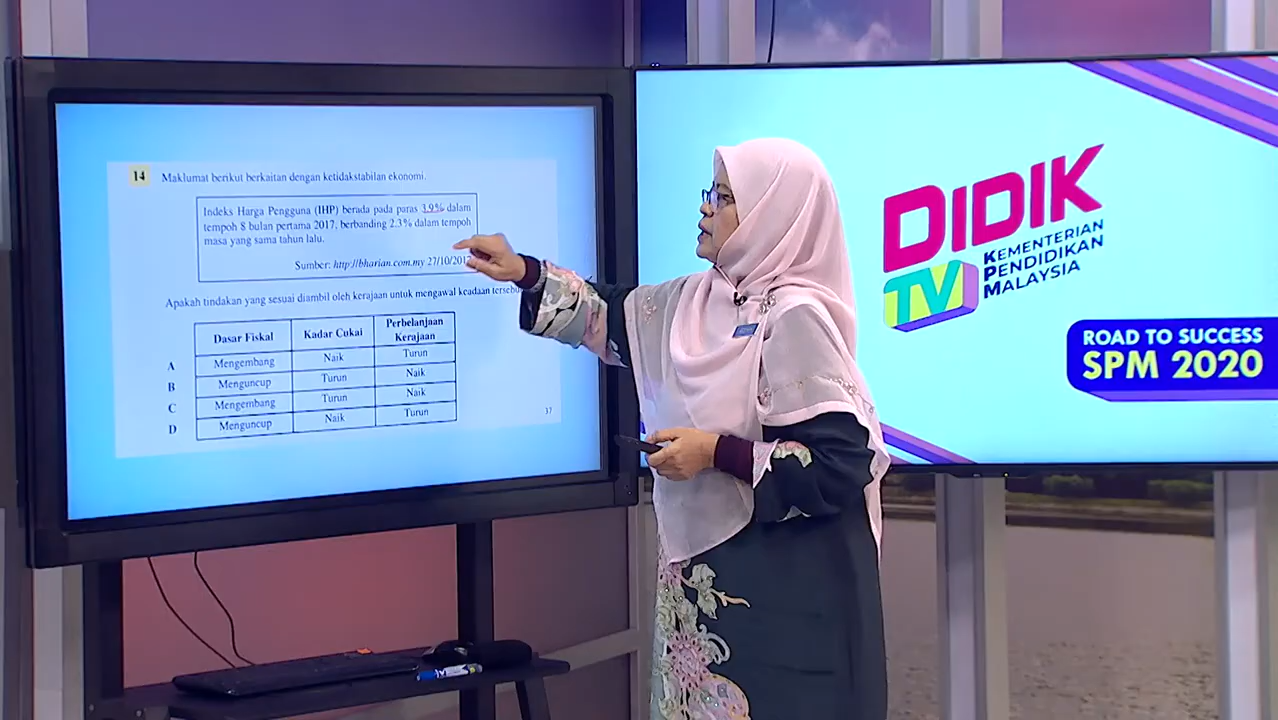 14 Maklumat berikut berkaitan dengan ketidakstabilan ekonomi.
Indeks Harga Pengguna (IHP) berada pada paras 3.9% dalam
tempoh 8 bulan pertama 2017, berbanding 2.3% dalam tempoh
masa yang sama tahun lalu.
Sumber: http://bharian.com.my 27/10/2017
Apakah tindakan yang sesuai diambil oleh kerajaan untuk mengawal keadaan
Dasar Fiskal Kadar Cukai Perbelanjaan Kerajaan
A Mengembang Naik Turun
B Menguncup Turun Naik
C Mengembang Turun Naik
D Menguncup Naik Turun
37
DIDIK
TV
KEMENTERIAN
PENDIDIKAN
MALAYSIA
ROAD TO SUCCESS
SPM 2020